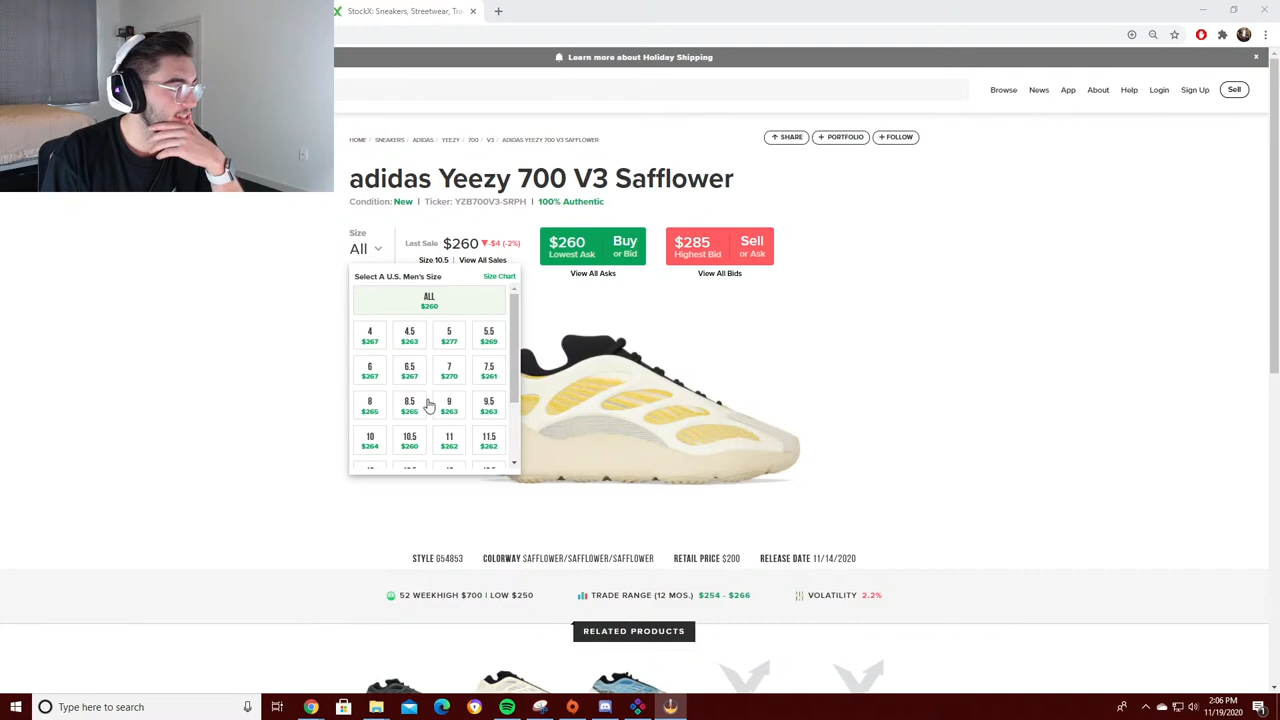 StockX: Sneakers, Streetwear, Tra
Learn more about Holiday Shipping
x
Browse
News
App
About
Help
Login
Sign Up
Sell
HOME / SNEAKERS / ADIDAS / YEEZY / 700 / V3 / ADIDAS YEEZY 700 V3 SAFFLOWER
SHARE
+ PORTFOLIO
+ FOLLOW
adidas Yeezy 700 V3 Safflower
Condition: New | Ticker: YZB700V3-SRPH | 100% Authentic
Size
All
Last Sale $260 ▼-$4 (-2%)
Size 10.5 | View All Sales
$260
Lowest Ask
Buy
or Bid
View All Asks
$285
Highest Bid
Sell
or Ask
View All Bids
Select A U.S. Men's Size
Size Chart
ALL
$260
4 4.5 5 5.5
$267 $263 $277 $269
6 6.5 7 7.5
$267 $267 $270 $261
8 8.5 9 9.5
$265 $265 $263 $263
10 10.5 11 11.5
$264 $260 $262 $262
STYLE G54853
COLORWAY SAFFLOWER/SAFFLOWER/SAFFLOWER
RETAIL PRICE $200
RELEASE DATE 11/14/2020
52 WEEKHIGH $700 | LOW $250
TRADE RANGE (12 MOS.) $254 - $266
VOLATILITY 2.2%
RELATED PRODUCTS
Type here to search
2:06 PM
11/19/2020